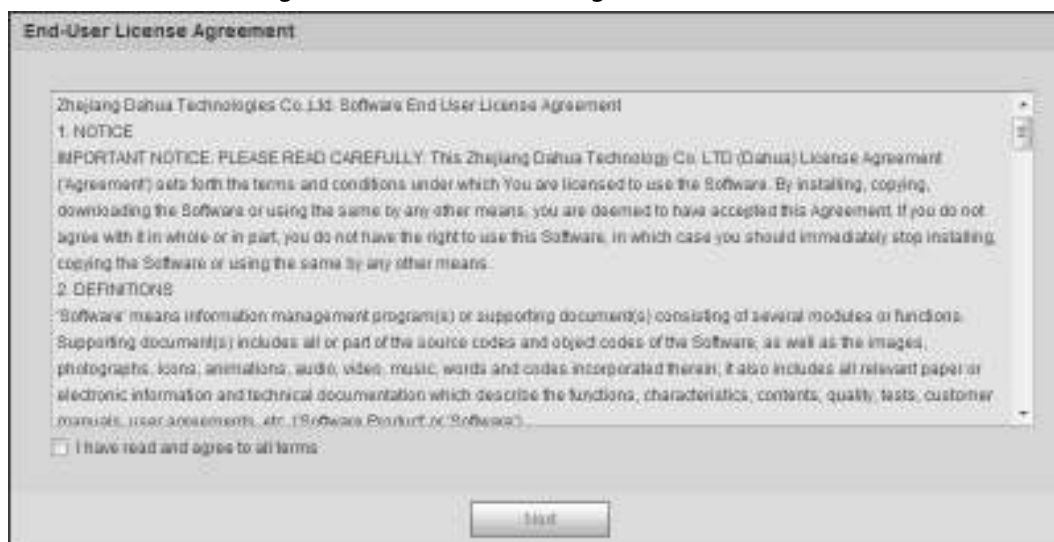 End-User License Agreement
Zhejiang Dahua Technologies Co.,Ltd. Software End User License Agreement
1. NOTICE
IMPORTANT NOTICE. PLEASE READ CAREFULLY: This Zhejiang Dahua Technology Co. LTD (Dahua) License Agreement
('Agreement') sets forth the terms and conditions under which You are licensed to use the Software. By installing, copying,
downloading the Software or using the same by any other means, you are deemed to have accepted this Agreement. If you do not
agree with it in whole or in part, you do not have the right to use this Software, in which case you should immediately stop installing,
copying the Software or using the same by any other means.
2. DEFINITIONS
'Software' means information management program(s) or supporting document(s) consisting of several modules or functions.
Supporting document(s) includes all or part of the source codes and object codes of the Software, as well as the images,
photographs, icons, animations, audio, video, music, words and codes incorporated therein, it also includes all relevant paper or
electronic information and technical documentation which describe the functions, characteristics, contents, quality, tests, customer
manuals, user agreements, etc. ('Software Product' or 'Software').
I have read and agree to all terms
Next